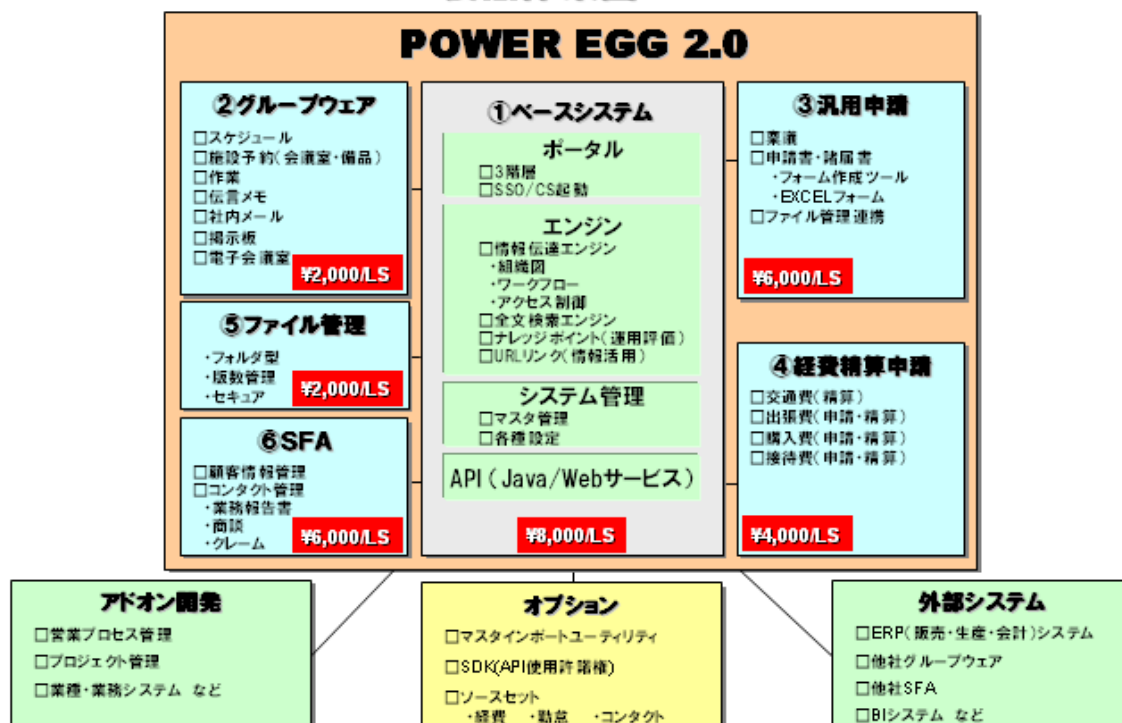 POWER EGG 2.0
②グループウェア
□スケジュール
□施設予約(会議室・備品)
□作業
□伝言メモ
□社内メール
□掲示板
□電子会議室
¥2,000/LS
⑤ファイル管理
・フォルダ型
・版数管理
・セキュア
¥2,000/LS
⑥SFA
□顧客情報管理
□コンタクト管理
・業務報告書
・商談
・クレーム
¥6,000/LS
①ベースシステム
ポータル
□3階層
□SSO/CS起動
エンジン
□情報伝達エンジン
・組織図
・ワークフロー
・アクセス制御
□全文検索エンジン
□ナレッジポイント(運用評価)
□URLリンク(情報活用)
システム管理
□マスタ管理
□各種設定
API(Java/Webサービス)
¥8,000/LS
③汎用申請
□稟議
□申請書・諸届書
・フォーム作成ツール
・EXCELフォーム
□ファイル管理連携
¥6,000/LS
④経費精算申請
□交通費(精算)
□出張費(申請・精算)
□購入費(申請・精算)
□接待費(申請・精算)
¥4,000/LS
アドオン開発
□営業プロセス管理
□プロジェクト管理
□業種・業務システム など
オプション
□マスタインポートユーティリティ
□SDK(API使用許諾権)
□ソースセット
・経費 ・勤怠 ・コンタクト
外部システム
□ERP(販売・生産・会計)システム
□他社グループウェア
□他社SFA
□BIシステム など